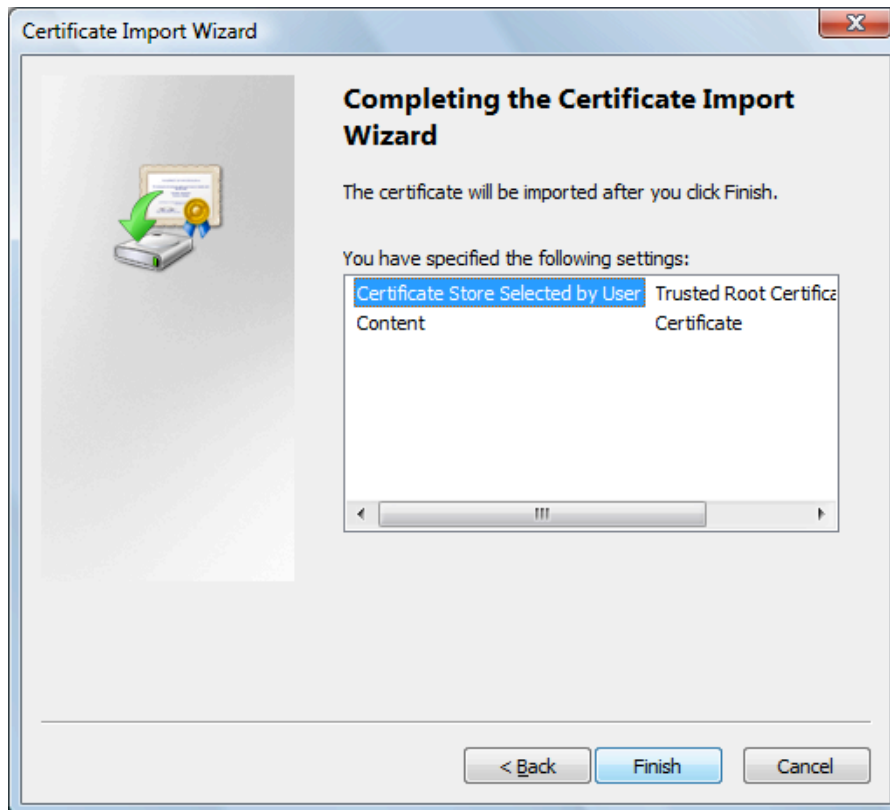 Certificate Import Wizard
Completing the Certificate Import
Wizard
The certificate will be imported after you click Finish.
You have specified the following settings:
Certificate Store Selected by User Trusted Root Certifica
Content Certificate
< Back Finish Cancel